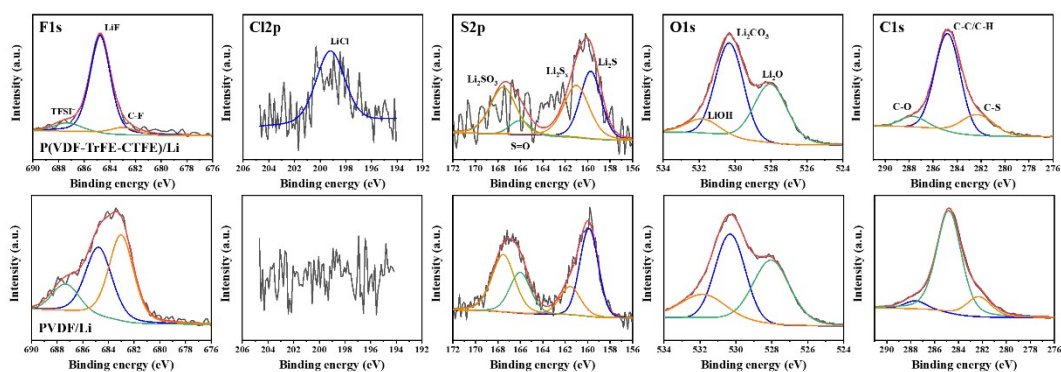 F1s
LiF
TFSI⁻
C-F
P(VDF-TrFE-CTFE)/Li
Intensity (a.u.)
690 688 686 684 682 680 678 676
Binding energy (eV)
Cl2p
LiCl
Intensity (a.u.)
206 204 202 200 198 196 194 192
Binding energy (eV)
S2p
Li₂SO₃
Li₂Sₓ
Li₂S
S=O
Intensity (a.u.)
172 170 168 166 164 162 160 158 156
Binding energy (eV)
O1s
Li₂CO₃
Li₂O
LiOH
Intensity (a.u.)
534 532 530 528 526 524
Binding energy (eV)
C1s
C-C/C-H
C-O
C-S
Intensity (a.u.)
290 288 286 284 282 280 278 276
Binding energy (eV)
PVDF/Li
Intensity (a.u.)
690 688 686 684 682 680 678 676
Binding energy (eV)
Intensity (a.u.)
206 204 202 200 198 196 194 192
Binding energy (eV)
Intensity (a.u.)
172 170 168 166 164 162 160 158 156
Binding energy (eV)
Intensity (a.u.)
534 532 530 528 526 524
Binding energy (eV)
Intensity (a.u.)
290 288 286 284 282 280 278 276
Binding energy (eV)